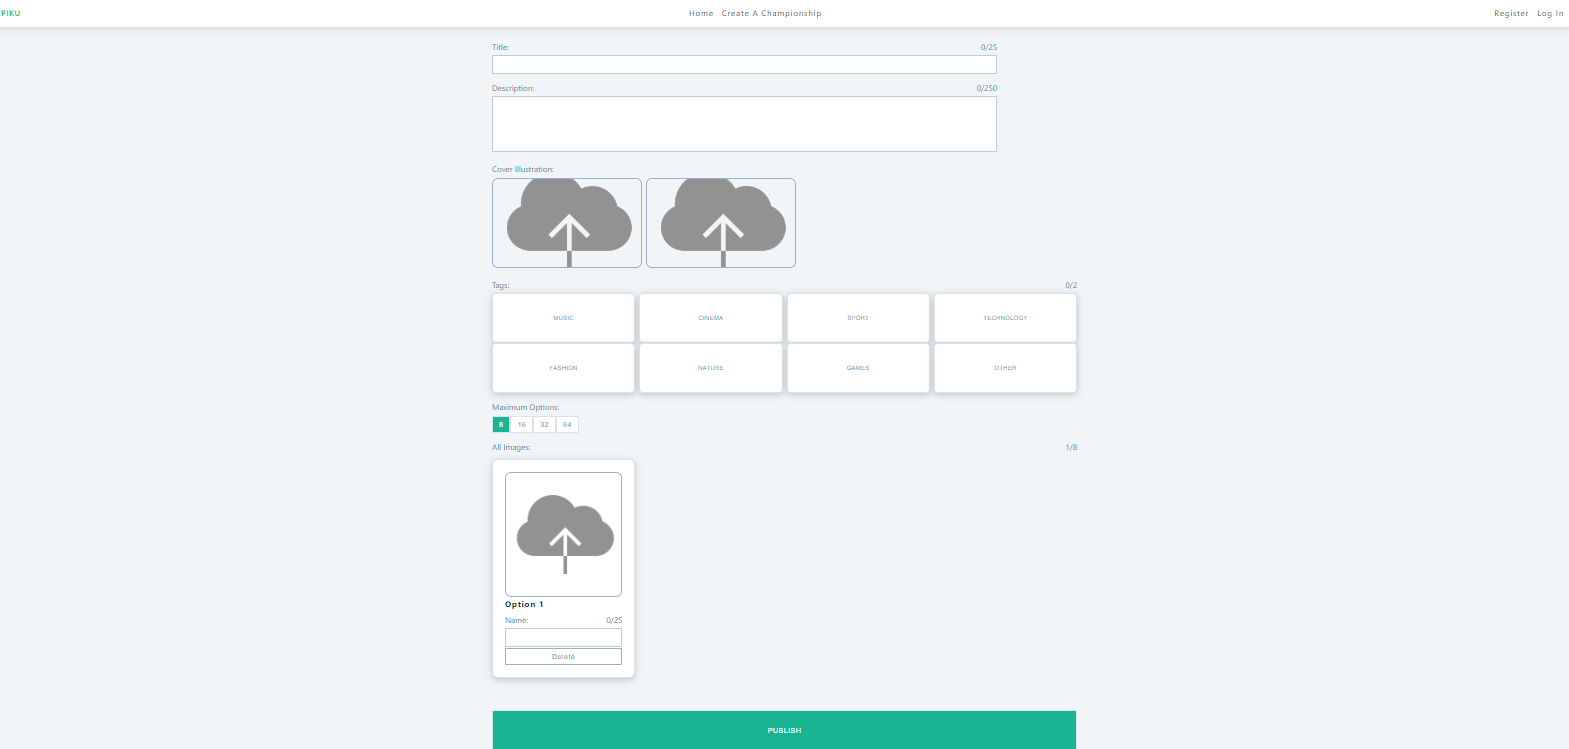 PIKU Home Create A Championship Register Log In
Title: 0/25
Description: 0/250
Cover Illustration:
Tags: 0/2
MUSIC CINEMA SPORT TECHNOLOGY
FASHION NATURE GAMES OTHER
Maximum Options:
8 16 32 64
All Images: 1/8
Option 1
Name: 0/25
Delete
PUBLISH